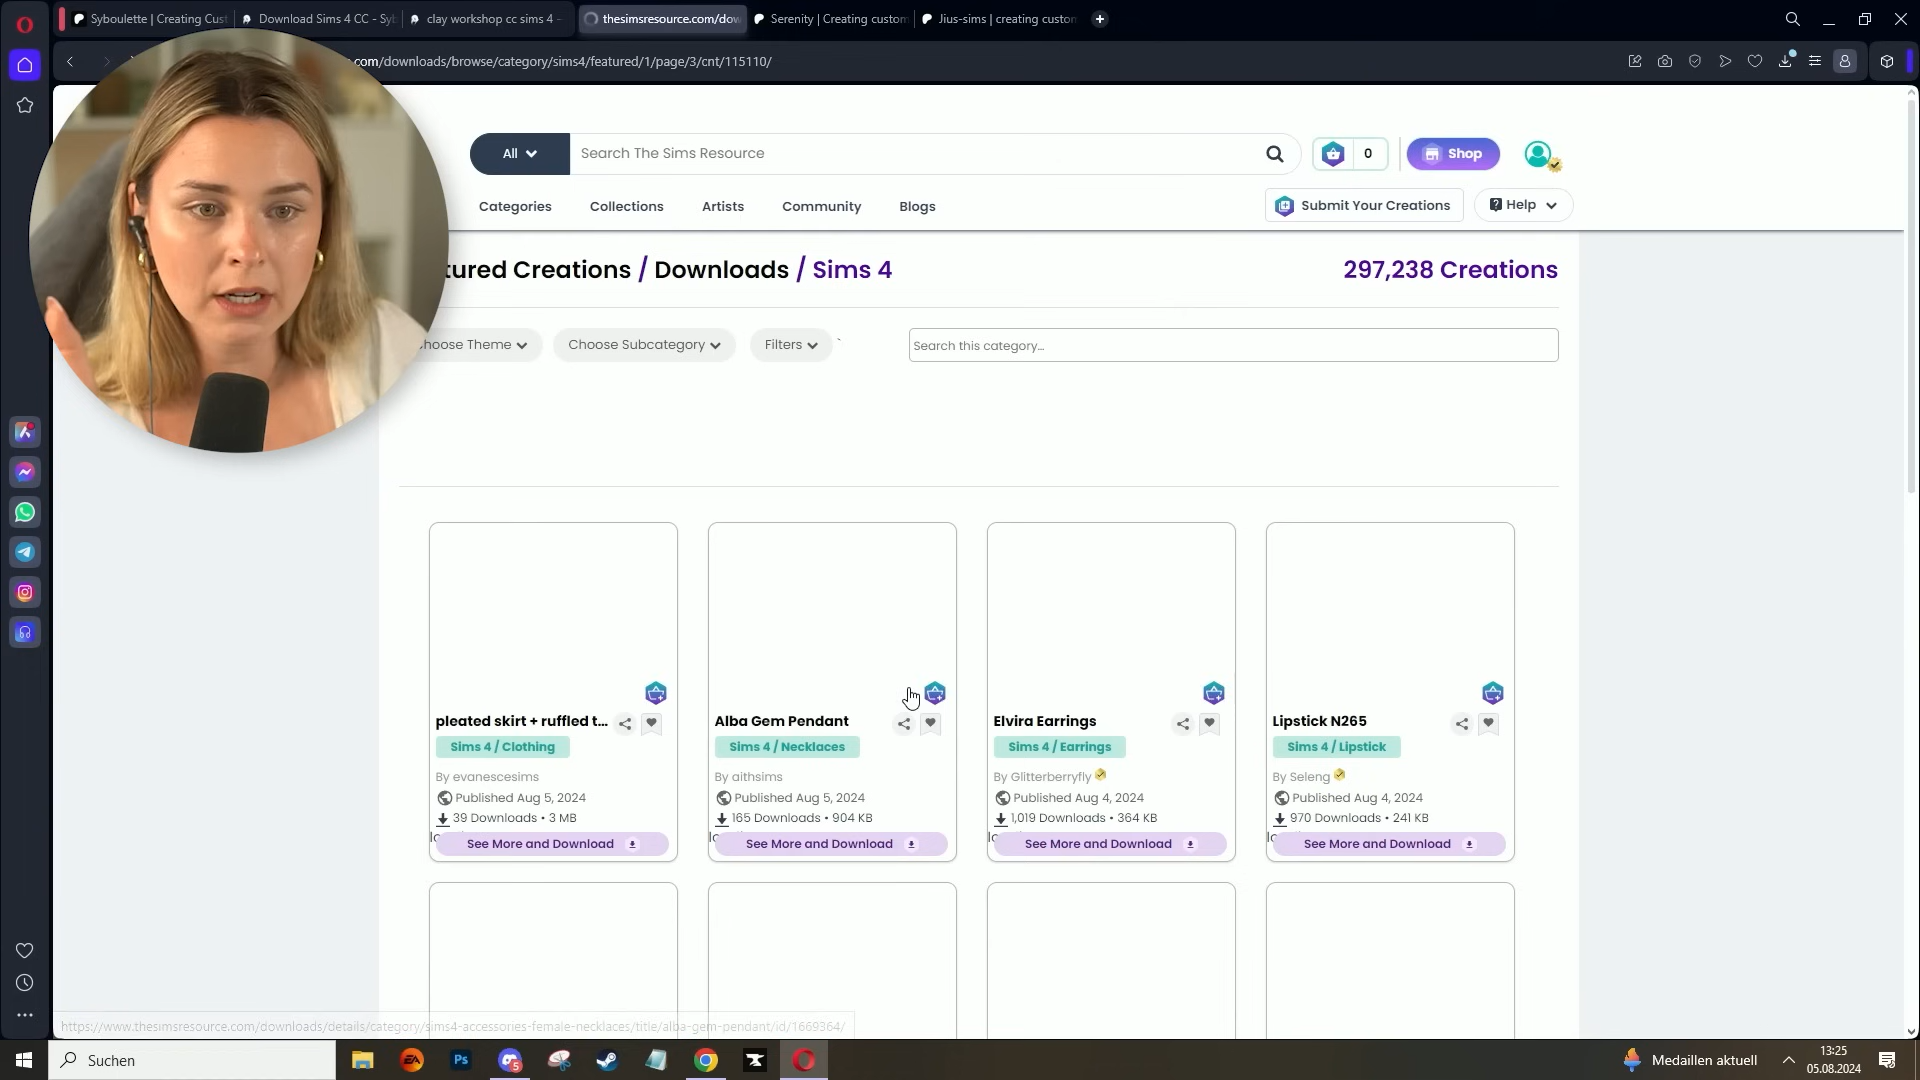 Syboulette | Creating Cust
Download Sims 4 CC - Syb
clay workshop cc sims 4 -
thesimsresource.com/dow
Serenity | Creating custom
Jius-sims | creating custom
com/downloads/browse/category/sims4/featured/1/page/3/cnt/115110/
All
Search The Sims Resource
0
Shop
Categories
Collections
Artists
Community
Blogs
Submit Your Creations
Help
tured Creations / Downloads / Sims 4
297,238 Creations
hoose Theme
Choose Subcategory
Filters
Search this category...
pleated skirt + ruffled t...
Sims 4 / Clothing
By evanescesims
Published Aug 5, 2024
39 Downloads • 3 MB
See More and Download
Alba Gem Pendant
Sims 4 / Necklaces
By aithsims
Published Aug 5, 2024
165 Downloads • 904 KB
See More and Download
Elvira Earrings
Sims 4 / Earrings
By Glitterberryfly
Published Aug 4, 2024
1,019 Downloads • 364 KB
See More and Download
Lipstick N265
Sims 4 / Lipstick
By Seleng
Published Aug 4, 2024
970 Downloads • 241 KB
See More and Download
https://www.thesimsresource.com/downloads/details/category/sims4-accessories-female-necklaces/title/alba-gem-pendant/id/1669364/
Suchen
EA
Ps
5
Medaillen aktuell
13:25
05.08.2024